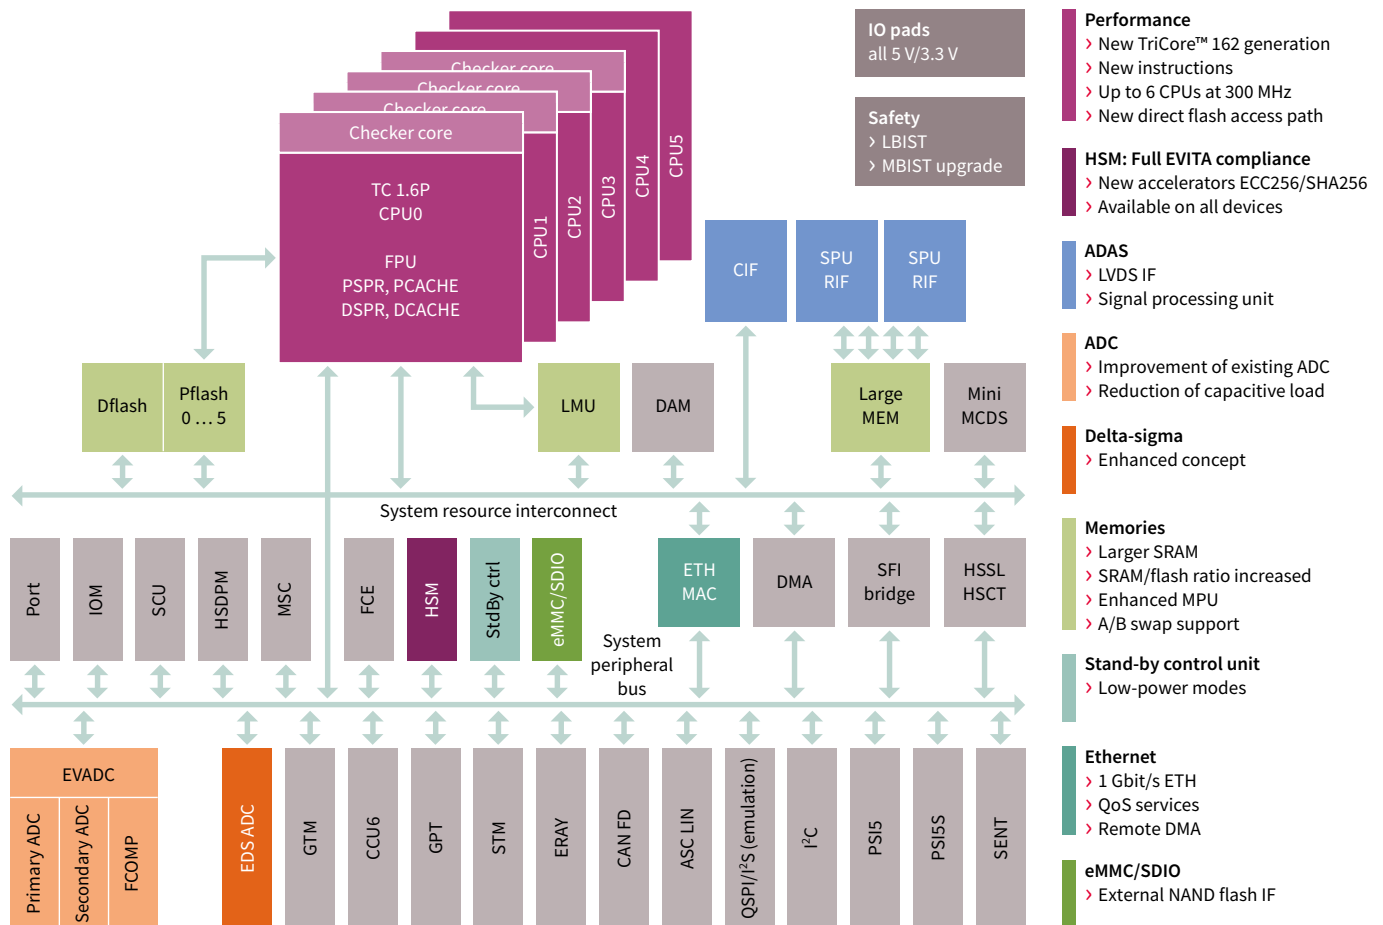 Checker core
Checker core
Checker core
Checker core
TC 1.6P
CPU0
FPU
PSPR, PCACHE
DSPR, DCACHE
CPU1
CPU2
CPU3
CPU4
CPU5
IO pads
all 5 V/3.3 V
Safety
› LBIST
› MBIST upgrade
CIF
SPU
RIF
SPU
RIF
Dflash
Pflash
0 … 5
LMU
DAM
Large
MEM
Mini
MCDS
System resource interconnect
Port
IOM
SCU
HSDPM
MSC
FCE
HSM
StdBy ctrl
eMMC/SDIO
System
peripheral
bus
ETH
MAC
DMA
SFI
bridge
HSSL
HSCT
EVADC
Primary ADC
Secondary ADC
FCOMP
EDS ADC
GTM
CCU6
GPT
STM
ERAY
CAN FD
ASC LIN
QSPI/I²S (emulation)
I²C
PSI5
PSI5S
SENT
Performance
› New TriCore™ 162 generation
› New instructions
› Up to 6 CPUs at 300 MHz
› New direct flash access path
HSM: Full EVITA compliance
› New accelerators ECC256/SHA256
› Available on all devices
ADAS
› LVDS IF
› Signal processing unit
ADC
› Improvement of existing ADC
› Reduction of capacitive load
Delta-sigma
› Enhanced concept
Memories
› Larger SRAM
› SRAM/flash ratio increased
› Enhanced MPU
› A/B swap support
Stand-by control unit
› Low-power modes
Ethernet
› 1 Gbit/s ETH
› QoS services
› Remote DMA
eMMC/SDIO
› External NAND flash IF